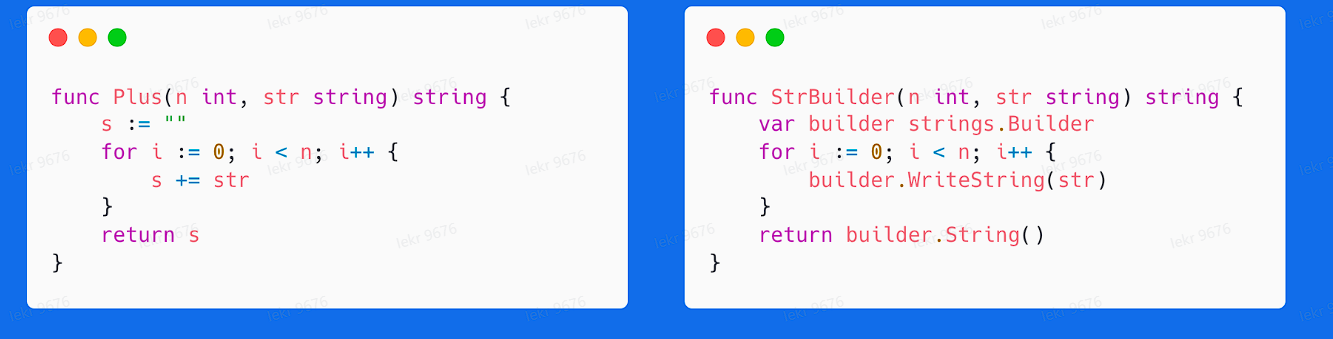 func Plus(n int, str string) string {
    s := ""
    for i := 0; i < n; i++ {
        s += str
    }
    return s
}
func StrBuilder(n int, str string) string {
    var builder strings.Builder
    for i := 0; i < n; i++ {
        builder.WriteString(str)
    }
    return builder.String()
}
lekr 9676